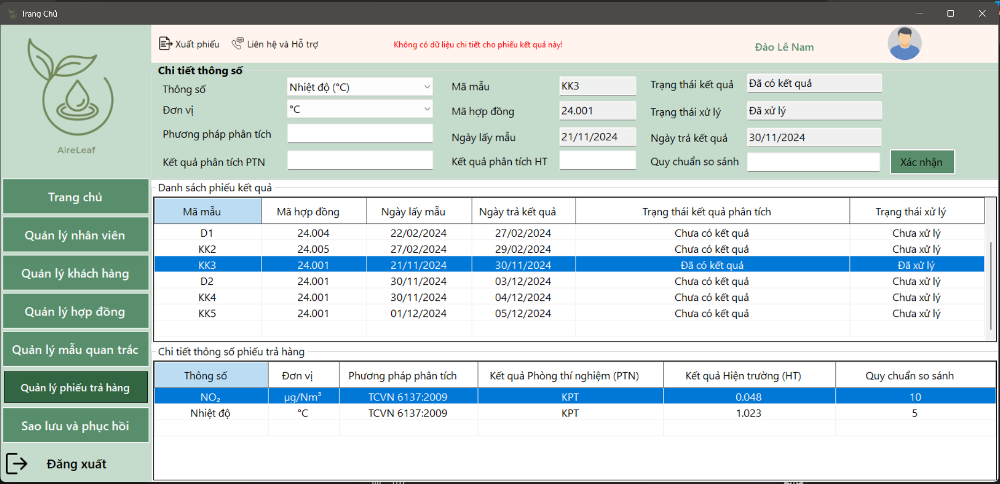 Trang Chủ
Xuất phiếu
Liên hệ và Hỗ trợ
Không có dữ liệu chi tiết cho phiếu kết quả này!
Đào Lê Nam
AireLeaf
Trang chủ
Quản lý nhân viên
Quản lý khách hàng
Quản lý hợp đồng
Quản lý mẫu quan trắc
Quản lý phiếu trả hàng
Sao lưu và phục hồi
Đăng xuất
Chi tiết thông số
Thông số Nhiệt độ (°C) Mã mẫu KK3 Trạng thái kết quả Đã có kết quả
Đơn vị °C Mã hợp đồng 24.001 Trạng thái xử lý Đã xử lý
Phương pháp phân tích Ngày lấy mẫu 21/11/2024 Ngày trả kết quả 30/11/2024
Kết quả phân tích PTN Kết quả phân tích HT Quy chuẩn so sánh Xác nhận
Danh sách phiếu kết quả
Mã mẫu Mã hợp đồng Ngày lấy mẫu Ngày trả kết quả Trạng thái kết quả phân tích Trạng thái xử lý
D1 24.004 22/02/2024 27/02/2024 Chưa có kết quả Chưa xử lý
KK2 24.005 27/02/2024 29/02/2024 Chưa có kết quả Chưa xử lý
KK3 24.001 21/11/2024 30/11/2024 Đã có kết quả Đã xử lý
D2 24.001 30/11/2024 03/12/2024 Chưa có kết quả Chưa xử lý
KK4 24.001 30/11/2024 04/12/2024 Chưa có kết quả Chưa xử lý
KK5 24.001 01/12/2024 05/12/2024 Chưa có kết quả Chưa xử lý
Chi tiết thông số phiếu trả hàng
Thông số Đơn vị Phương pháp phân tích Kết quả Phòng thí nghiệm (PTN) Kết quả Hiện trường (HT) Quy chuẩn so sánh
NO₂ µg/Nm³ TCVN 6137:2009 KPT 0.048 10
Nhiệt độ °C TCVN 6137:2009 KPT 1.023 5